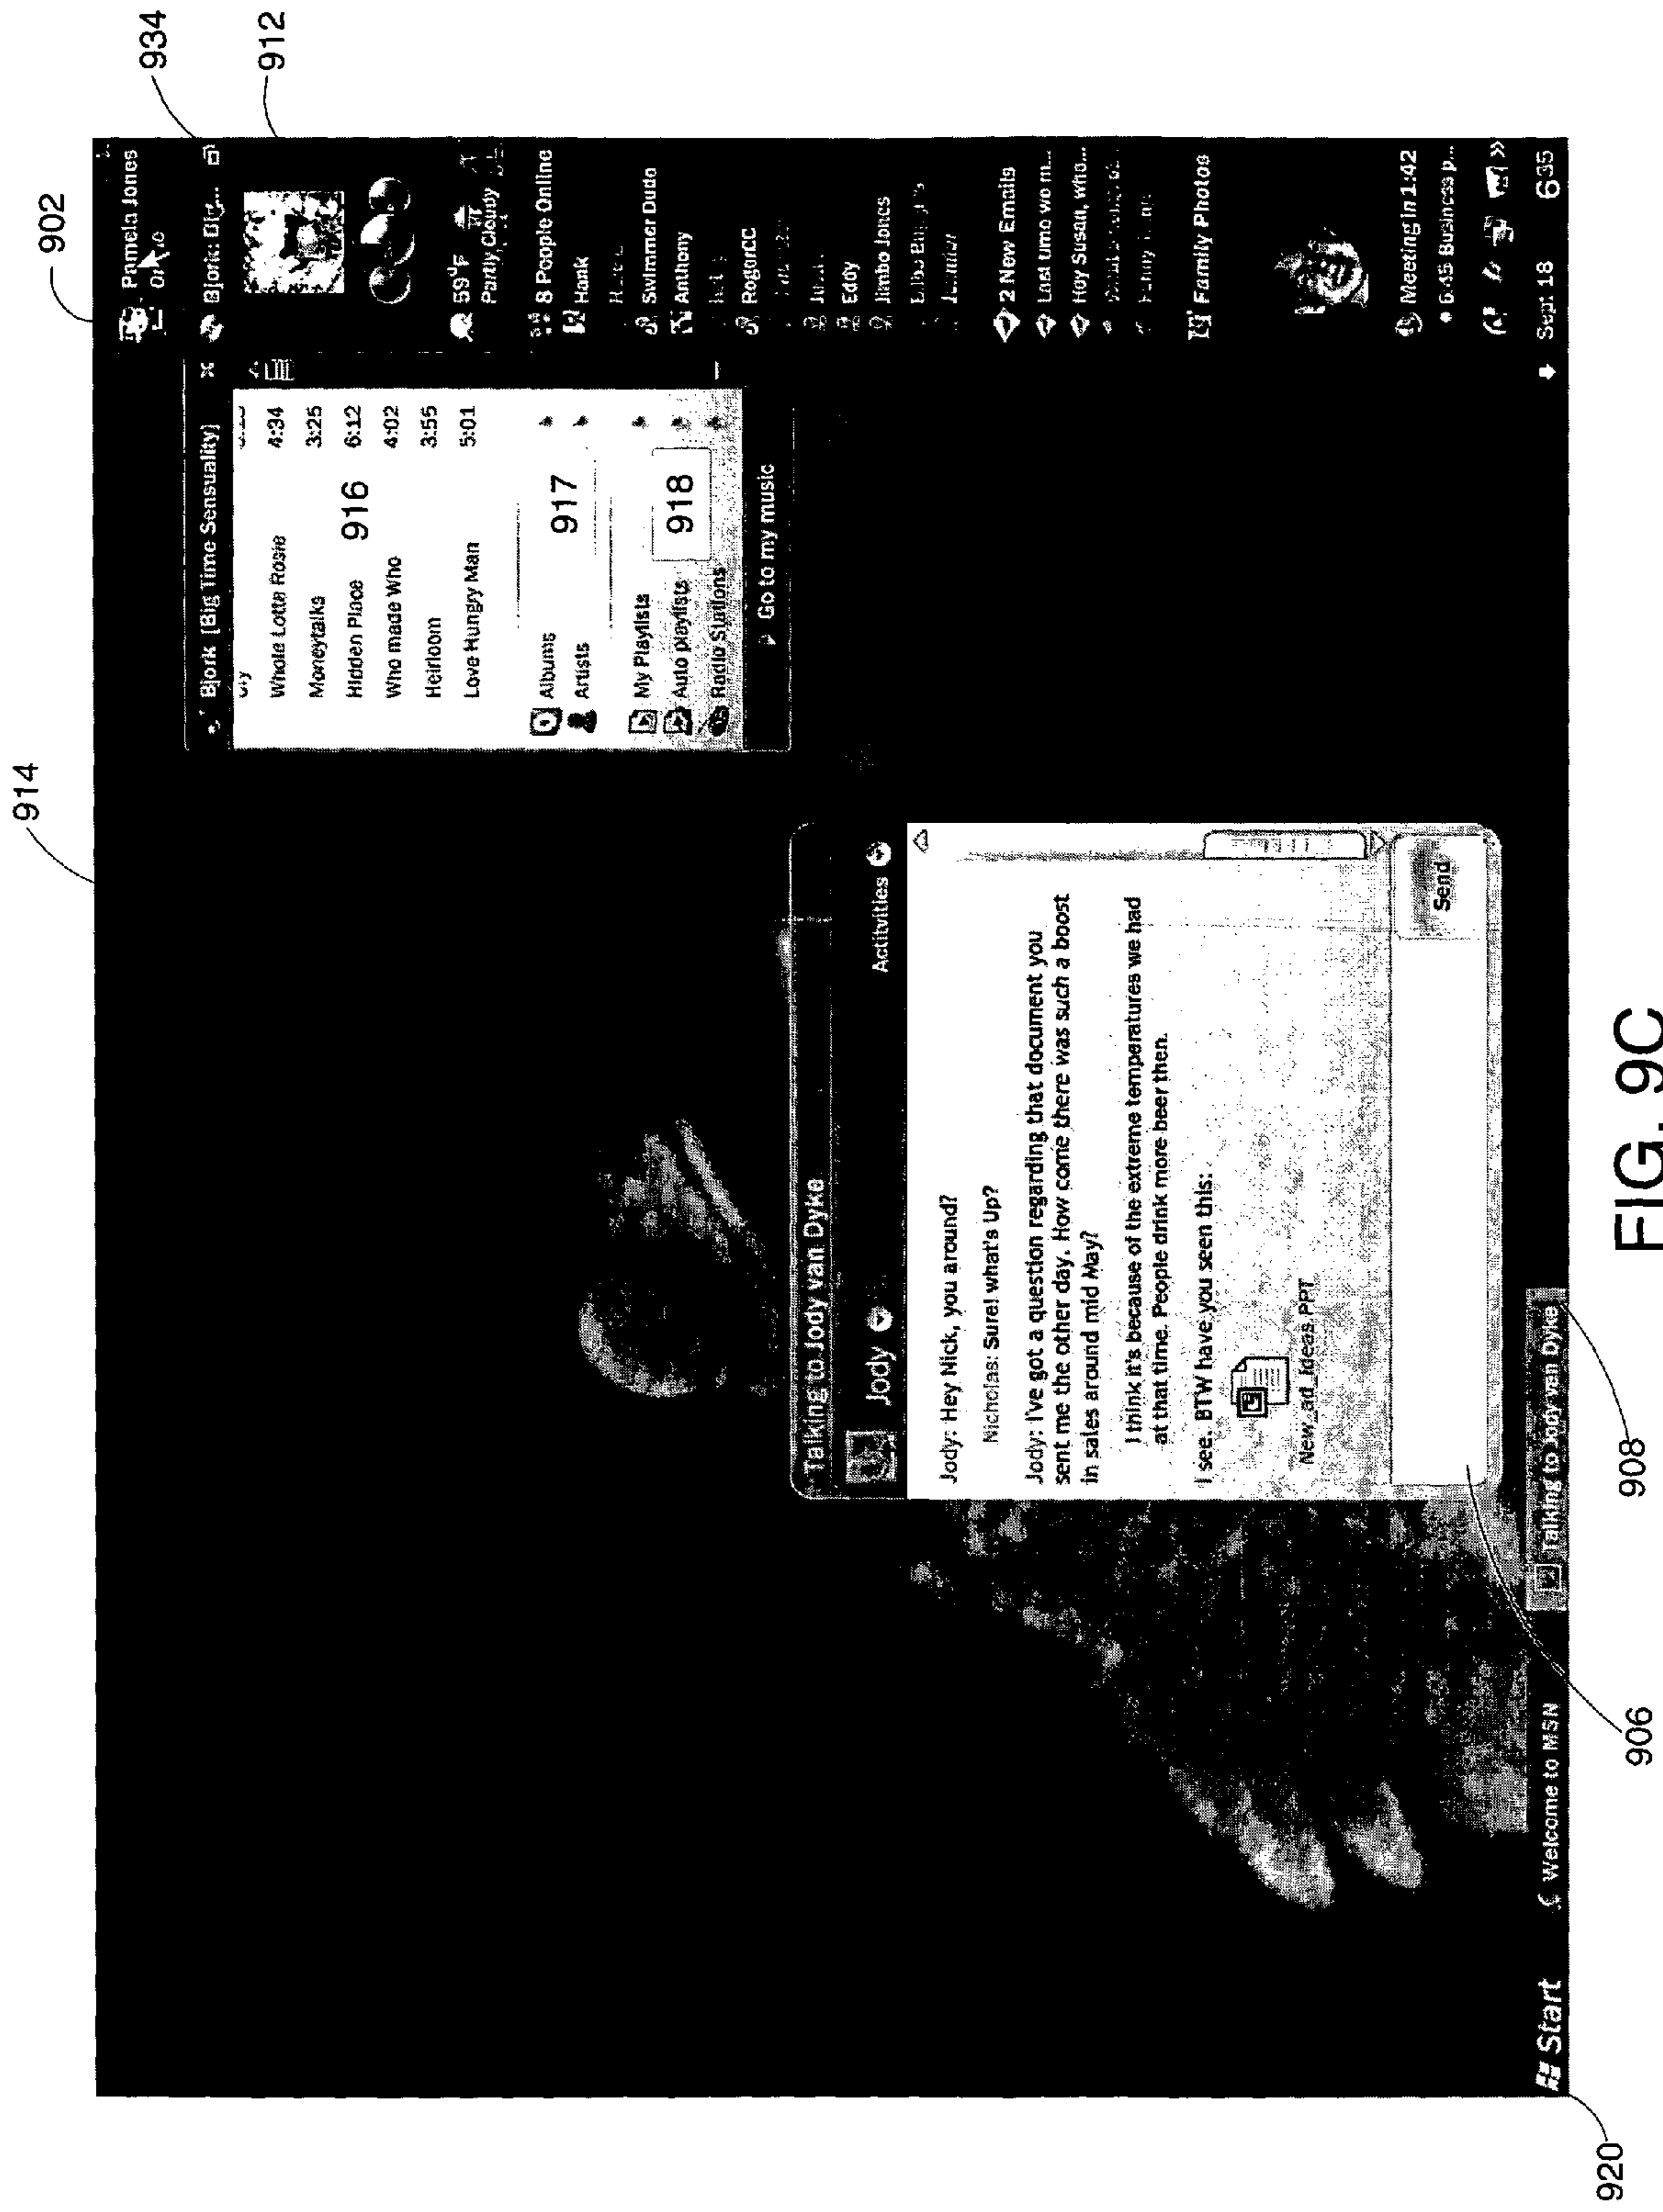 902
934
912
914
Pamela Jones
Bjork [Big Time Sensuality]
4:34
Whole Lotta Rosie
3:25
Moneytalks
6:12
Hidden Place
916
4:02
Who made Who
3:55
Heirloom
5:01
Love Hungry Man
Albums
917
Artists
My Playlists
Auto playlists
918
Radio Stations
Go to my music
59°F
Partly Cloudy
8 People Online
Hank
Swimmer Dude
Anthony
RogerCC
Eddy
Jimbo Jones
2 New Emails
Family Photos
Meeting in 1:42
6:45 Business p...
Sept 18
6:35
Talking to Jody van Dyke
Jody
Actitvities
Jody: Hey Nick, you around?
Nicholas: Sure! what's Up?
Jody: I've got a question regarding that document you
sent me the other day. How come there was such a boost
in sales around mid May?
I think it's because of the extreme temperatures we had
at that time. People drink more beer then.
I see. BTW have you seen this:
New_ad_ideas.PPT
Send
Start
Welcome to MSN
Talking to Jody van Dyke
920
906
908
FIG. 9C